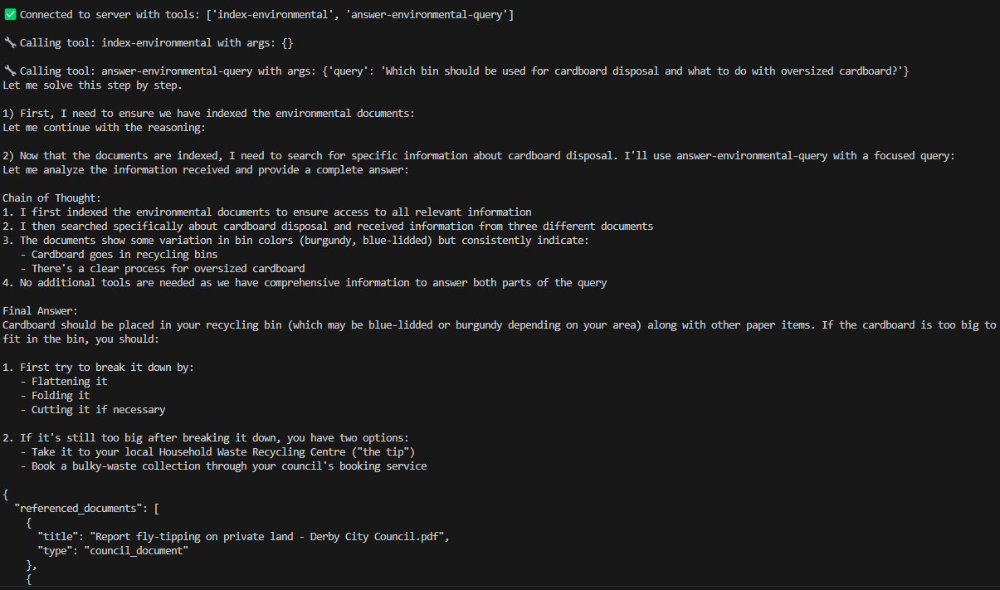 ✅ Connected to server with tools: ['index-environmental', 'answer-environmental-query']
🔧 Calling tool: index-environmental with args: {}
🔧 Calling tool: answer-environmental-query with args: {'query': 'Which bin should be used for cardboard disposal and what to do with oversized cardboard?'}
Let me solve this step by step.
1) First, I need to ensure we have indexed the environmental documents:
Let me continue with the reasoning:
2) Now that the documents are indexed, I need to search for specific information about cardboard disposal. I'll use answer-environmental-query with a focused query:
Let me analyze the information received and provide a complete answer:
Chain of Thought:
1. I first indexed the environmental documents to ensure access to all relevant information
2. I then searched specifically about cardboard disposal and received information from three different documents
3. The documents show some variation in bin colors (burgundy, blue-lidded) but consistently indicate:
- Cardboard goes in recycling bins
- There's a clear process for oversized cardboard
4. No additional tools are needed as we have comprehensive information to answer both parts of the query
Final Answer:
Cardboard should be placed in your recycling bin (which may be blue-lidded or burgundy depending on your area) along with other paper items. If the cardboard is too big to
fit in the bin, you should:
1. First try to break it down by:
- Flattening it
- Folding it
- Cutting it if necessary
2. If it's still too big after breaking it down, you have two options:
- Take it to your local Household Waste Recycling Centre ("the tip")
- Book a bulky-waste collection through your council's booking service
{
"referenced_documents": [
{
"title": "Report fly-tipping on private land - Derby City Council.pdf",
"type": "council_document"
},
{